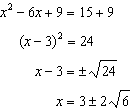 x² − 6x + 9 = 15 + 9
(x − 3)² = 24
x − 3 = ±√24
x = 3 ± 2√6